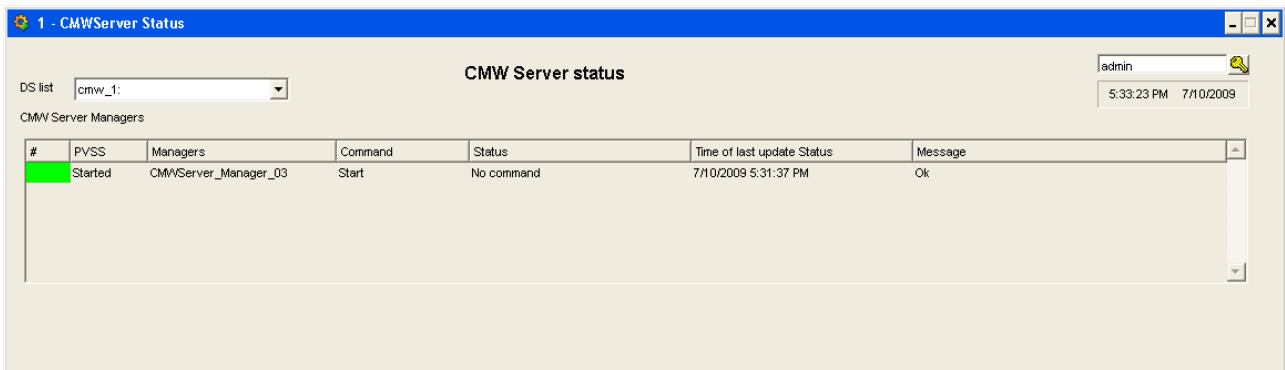 1 - CMWServer Status
CMW Server status
admin
DS list cmw_1:
5:33:23 PM 7/10/2009
CMW Server Managers
# PVSS Managers Command Status Time of last update Status Message
Started CMWServer_Manager_03 Start No command 7/10/2009 5:31:37 PM Ok